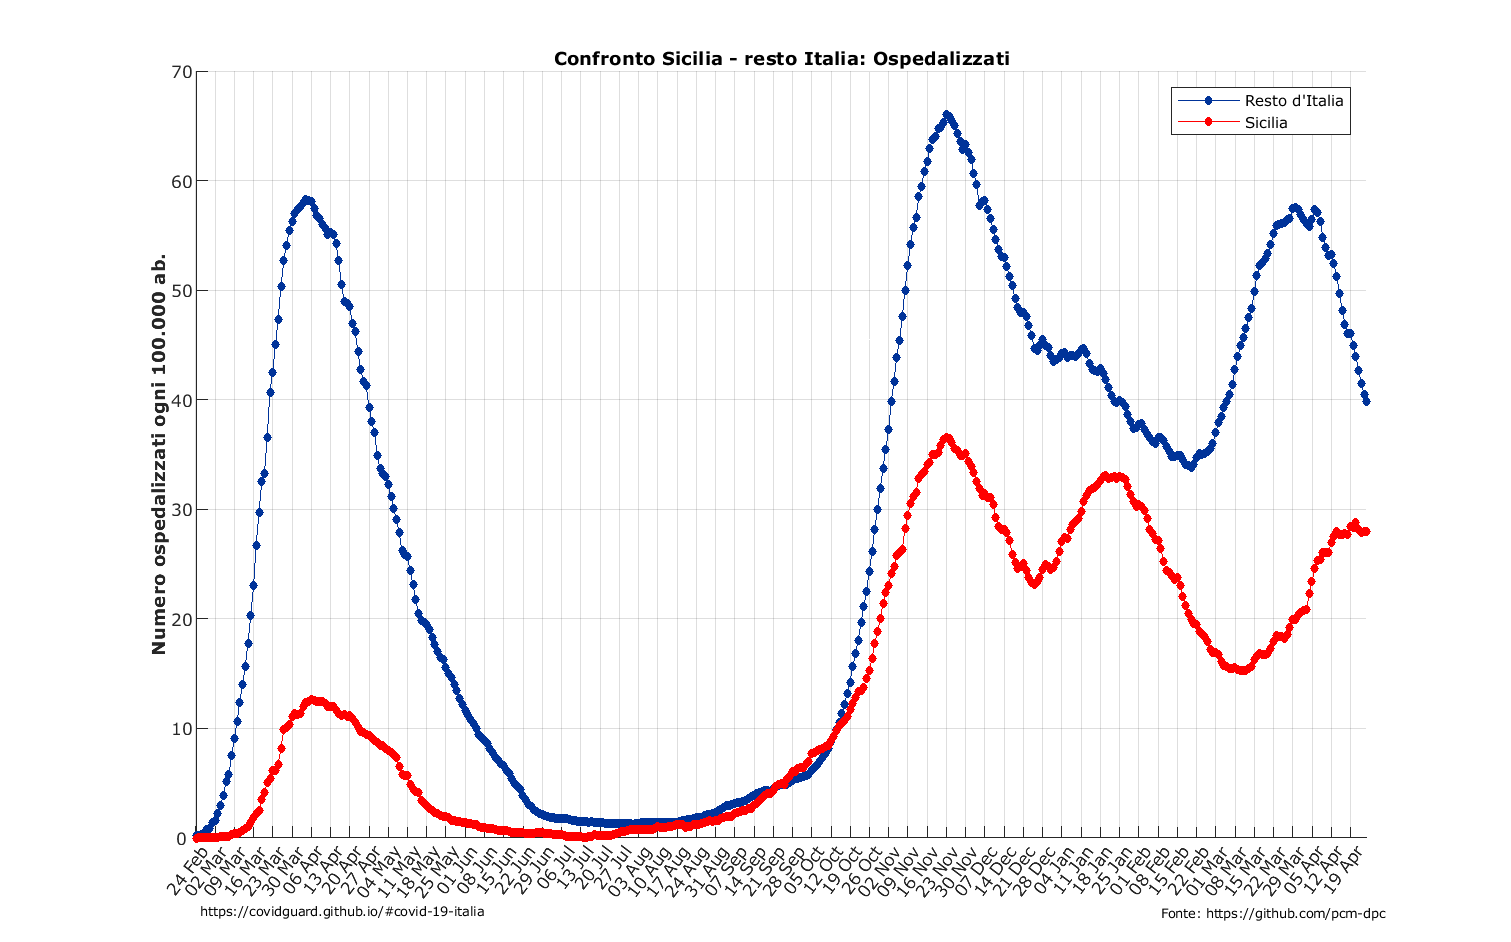 Confronto Sicilia - resto Italia: Ospedalizzati
Numero ospedalizzati ogni 100.000 ab.
70
60
50
40
30
20
10
0
Resto d'Italia
Sicilia
24 Feb
02 Mar
09 Mar
16 Mar
23 Mar
30 Mar
06 Apr
13 Apr
20 Apr
27 Apr
04 May
11 May
18 May
25 May
01 Jun
08 Jun
15 Jun
22 Jun
29 Jun
06 Jul
13 Jul
20 Jul
27 Jul
03 Aug
10 Aug
17 Aug
24 Aug
31 Aug
07 Sep
14 Sep
21 Sep
28 Sep
05 Oct
12 Oct
19 Oct
26 Oct
02 Nov
09 Nov
16 Nov
23 Nov
30 Nov
07 Dec
14 Dec
21 Dec
28 Dec
04 Jan
11 Jan
18 Jan
25 Jan
01 Feb
08 Feb
15 Feb
22 Feb
01 Mar
08 Mar
15 Mar
22 Mar
29 Mar
05 Apr
12 Apr
19 Apr
https://covidguard.github.io/#covid-19-italia
Fonte: https://github.com/pcm-dpc